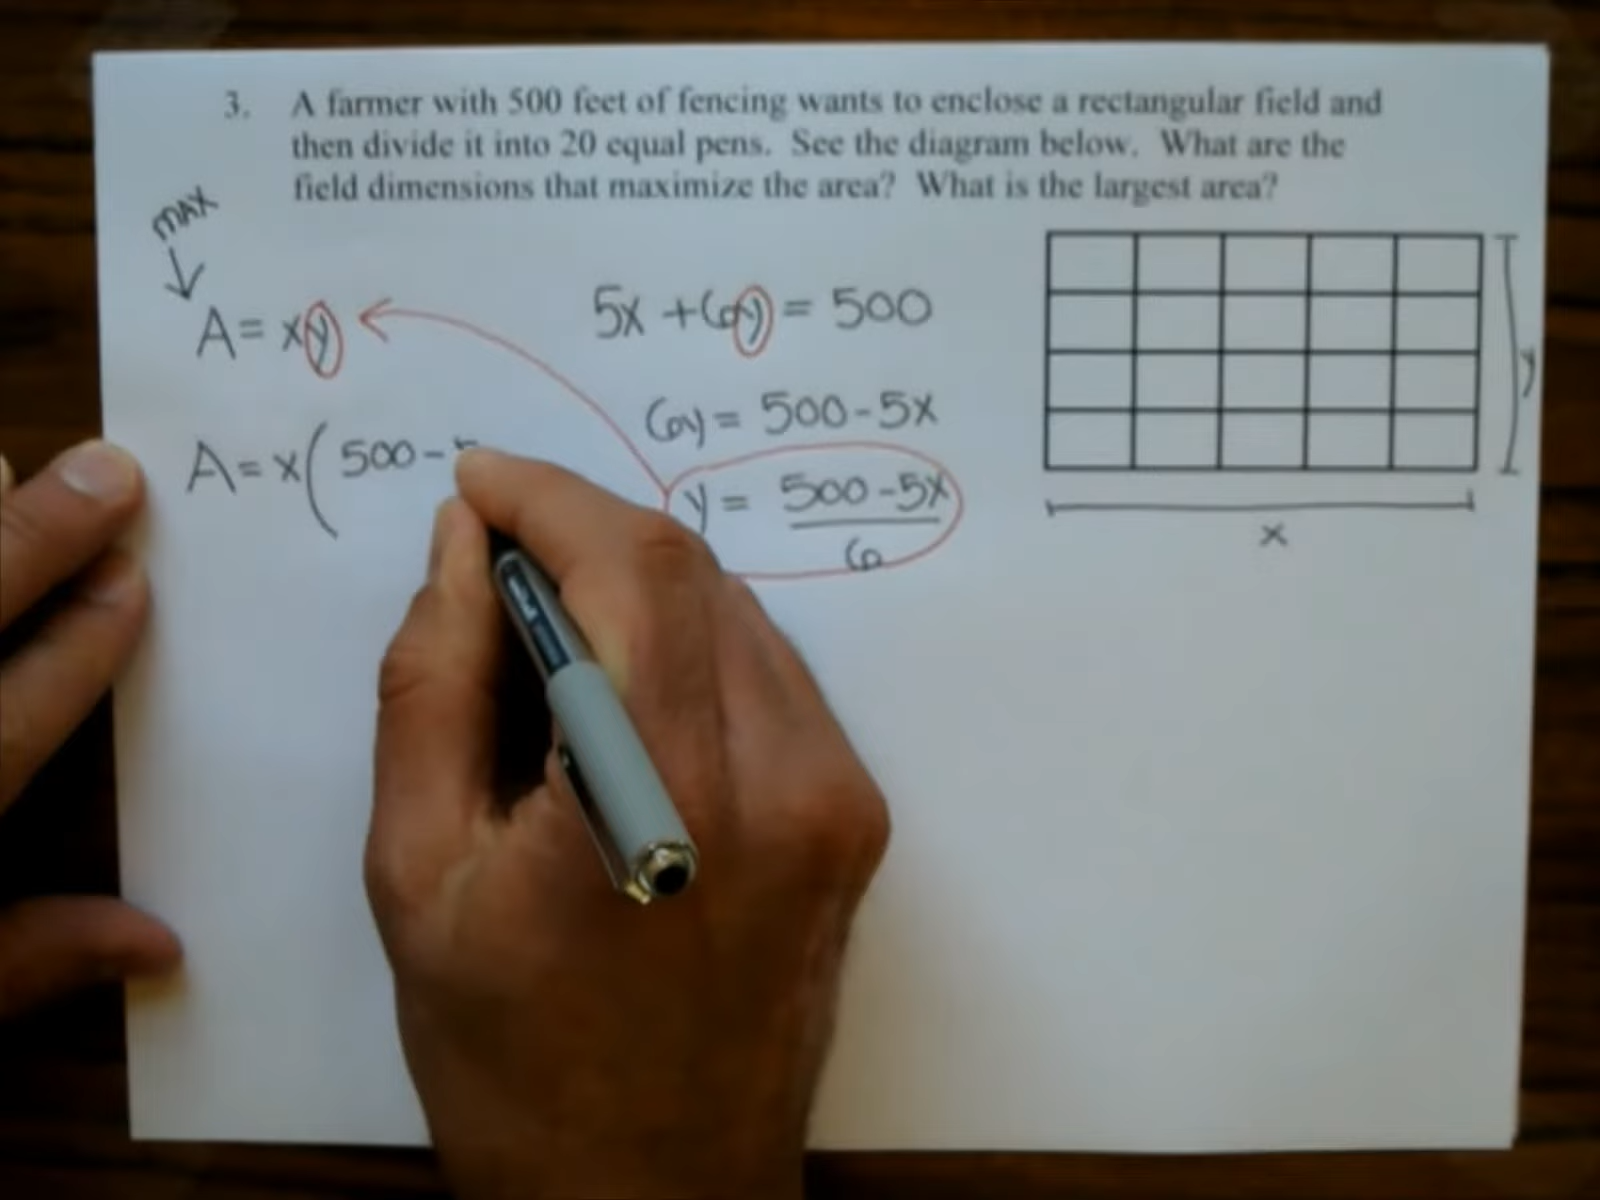 3. A farmer with 500 feet of fencing wants to enclose a rectangular field and
then divide it into 20 equal pens. See the diagram below. What are the
field dimensions that maximize the area? What is the largest area?
MAX
A = xy
A = x( 500 -
5x + 6y = 500
6y = 500 - 5x
y = 500 - 5x
6
y
x